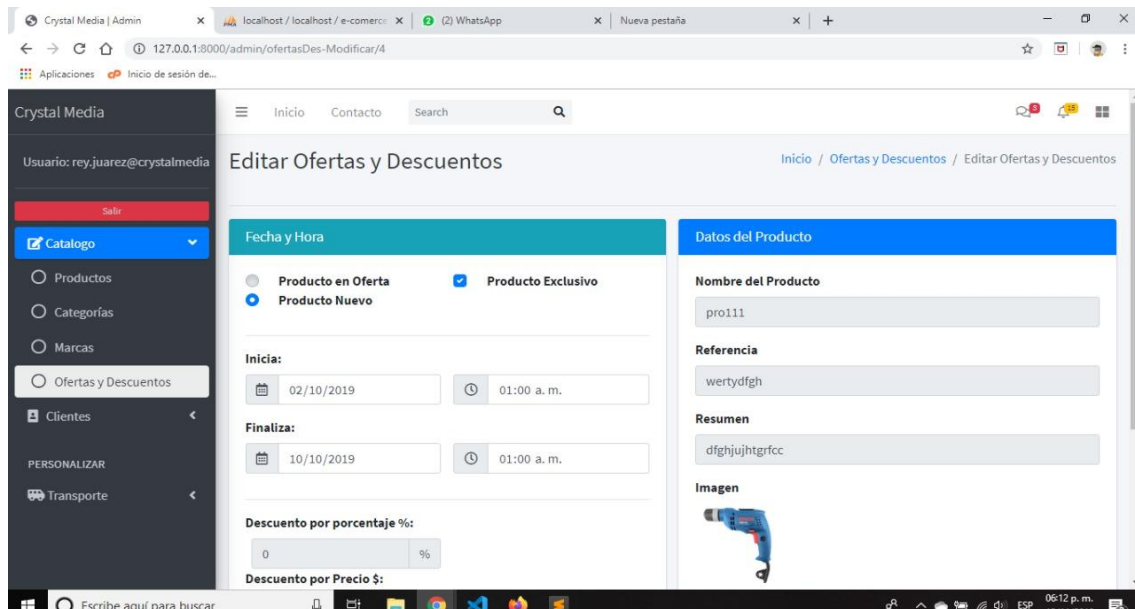 Crystal Media | Admin
localhost / localhost / e-comerce
(2) WhatsApp
Nueva pestaña
127.0.0.1:8000/admin/ofertasDes-Modificar/4
Aplicaciones
Inicio de sesión de...
Crystal Media
Inicio
Contacto
Search
3
15
Usuario: rey.juarez@crystalmedia
Editar Ofertas y Descuentos
Inicio / Ofertas y Descuentos / Editar Ofertas y Descuentos
Salir
Catalogo
Productos
Categorías
Marcas
Ofertas y Descuentos
Clientes
PERSONALIZAR
Transporte
Fecha y Hora
Producto en Oferta
Producto Exclusivo
Producto Nuevo
Inicia:
02/10/2019
01:00 a. m.
Finaliza:
10/10/2019
01:00 a. m.
Descuento por porcentaje %:
0
%
Descuento por Precio $:
Datos del Producto
Nombre del Producto
pro111
Referencia
wertydfgh
Resumen
dfghjujhtgrfcc
Imagen
Escribe aquí para buscar
ESP
06:12 p. m.